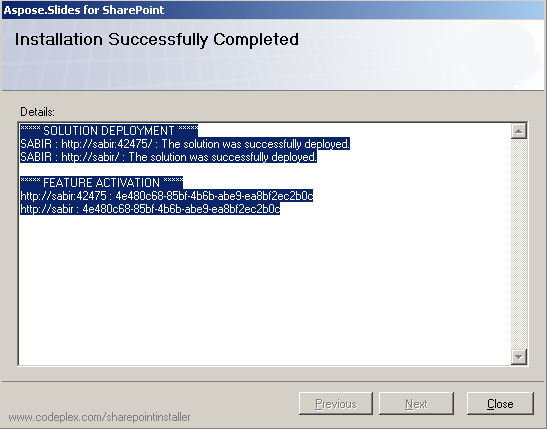 Aspose.Slides for SharePoint
Installation Successfully Completed
Details:
***** SOLUTION DEPLOYMENT *****
SABIR : http://sabir:42475/ : The solution was successfully deployed.
SABIR : http://sabir/ : The solution was successfully deployed.
***** FEATURE ACTIVATION *****
http://sabir:42475 : 4e480c68-85bf-4b6b-abe9-ea8bf2ec2b0c
http://sabir : 4e480c68-85bf-4b6b-abe9-ea8bf2ec2b0c
Previous Next Close
www.codeplex.com/sharepointinstaller